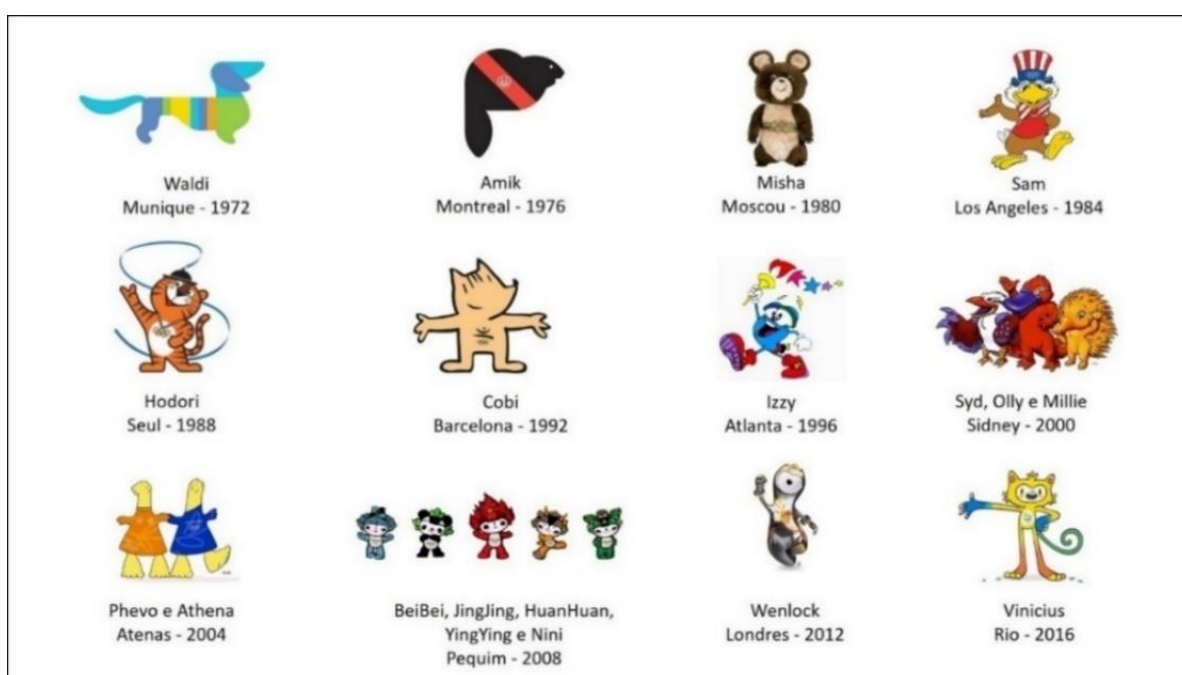 Waldi
Munique - 1972
Amik
Montreal - 1976
Misha
Moscou - 1980
Sam
Los Angeles - 1984
Hodori
Seul - 1988
Cobi
Barcelona - 1992
Izzy
Atlanta - 1996
Syd, Olly e Millie
Sidney - 2000
Phevo e Athena
Atenas - 2004
BeiBei, JingJing, HuanHuan,
YingYing e Nini
Pequim - 2008
Wenlock
Londres - 2012
Vinicius
Rio - 2016